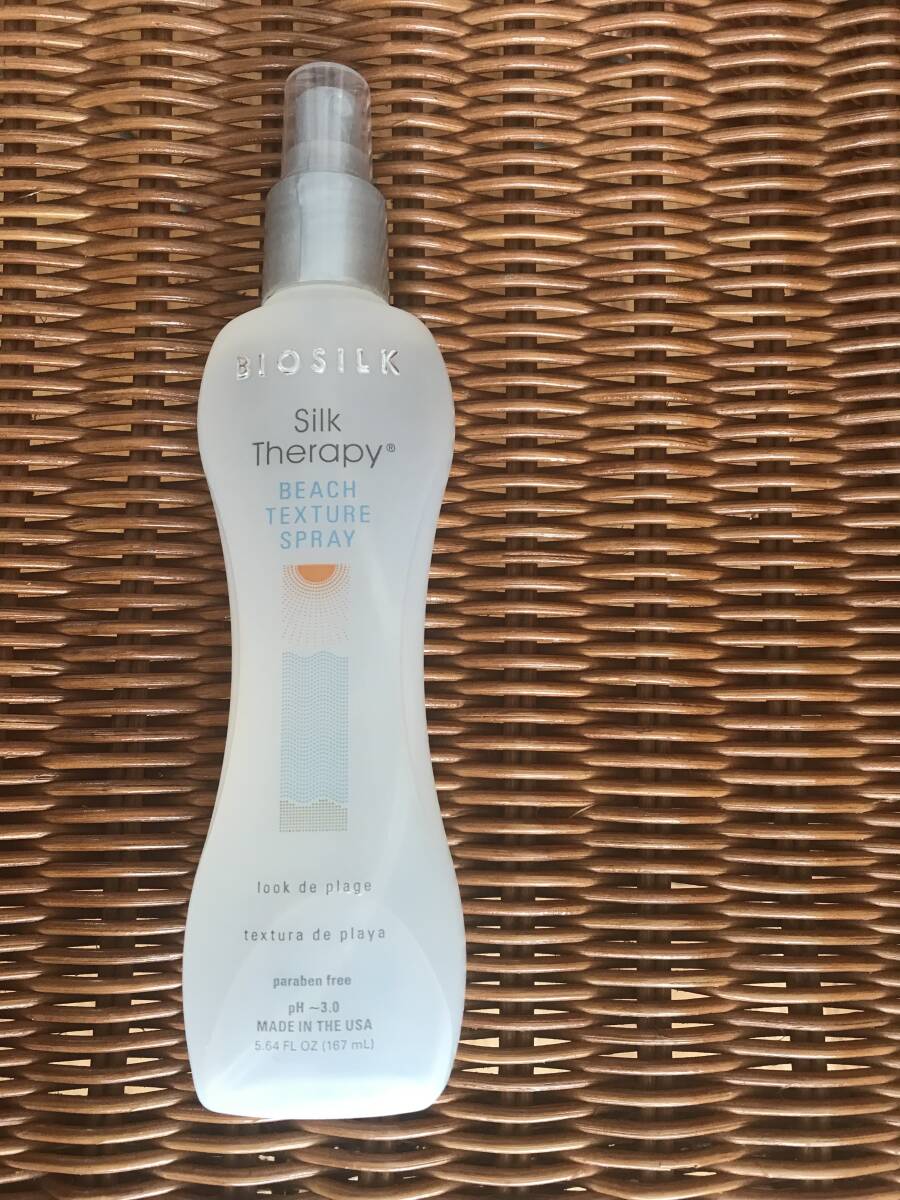 BIOSILK
Silk
Therapy®
BEACH
TEXTURE
SPRAY
look de plage
textura de playa
paraben free
pH ~3.0
MADE IN THE USA
5.64 FL OZ (167 mL)